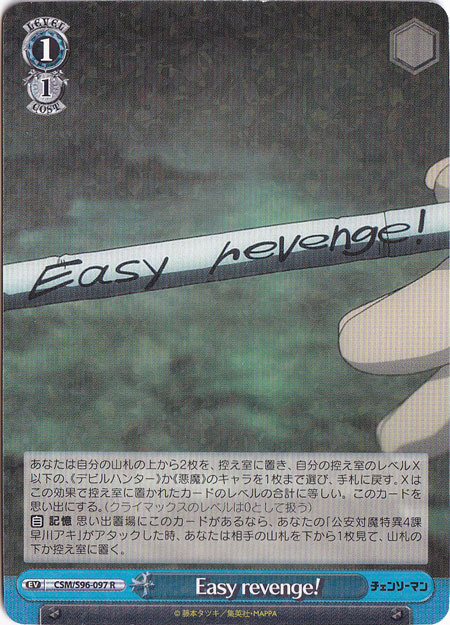 LEVEL
1
1
COST
Easy revenge!
あなたは自分の山札の上から2枚を、控え室に置き、自分の控え室のレベルX
以下の、《デビルハンター》か《悪魔》のキャラを1枚まで選び、手札に戻す。Xは
この効果で控え室に置かれたカードのレベルの合計に等しい。このカードを
思い出にする。(クライマックスのレベルは0として扱う)
自 記憶 思い出置場にこのカードがあるなら、あなたの「公安対魔特異4課
早川アキ」がアタックした時、あなたは相手の山札を下から1枚見て、山札の
下か控え室に置く。
EV CSM/S96-097 R
Easy revenge!
チェンソーマン
©藤本タツキ/集英社・MAPPA